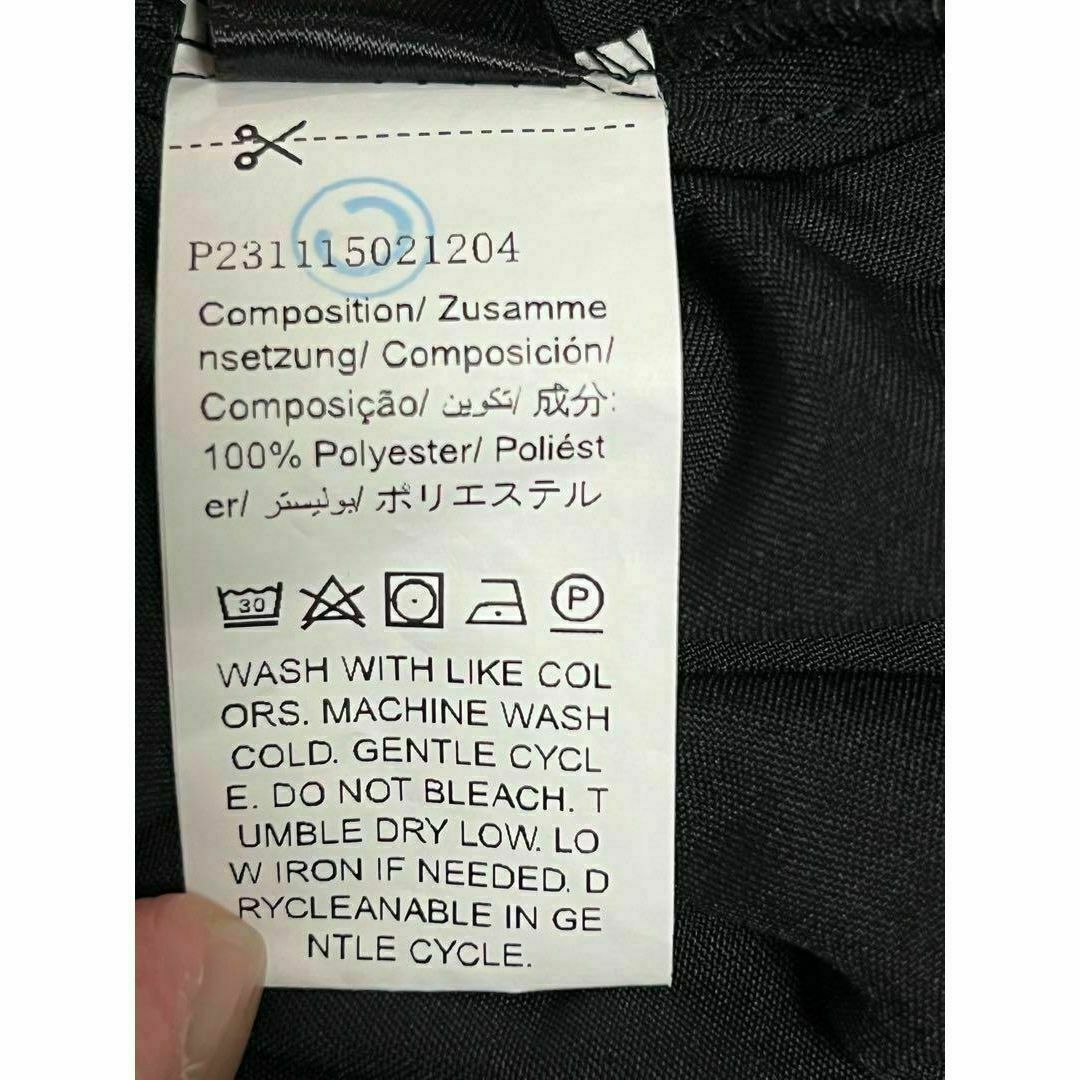 P231115021204
Composition/ Zusamme
nsetzung/ Composición/
Composição/ تكوين/ 成分:
100% Polyester/ Poliést
er/ بوليستر/ ポリエステル
30 P
WASH WITH LIKE COL
ORS. MACHINE WASH
COLD. GENTLE CYCL
E. DO NOT BLEACH. T
UMBLE DRY LOW. LO
W IRON IF NEEDED. D
RYCLEANABLE IN GE
NTLE CYCLE.